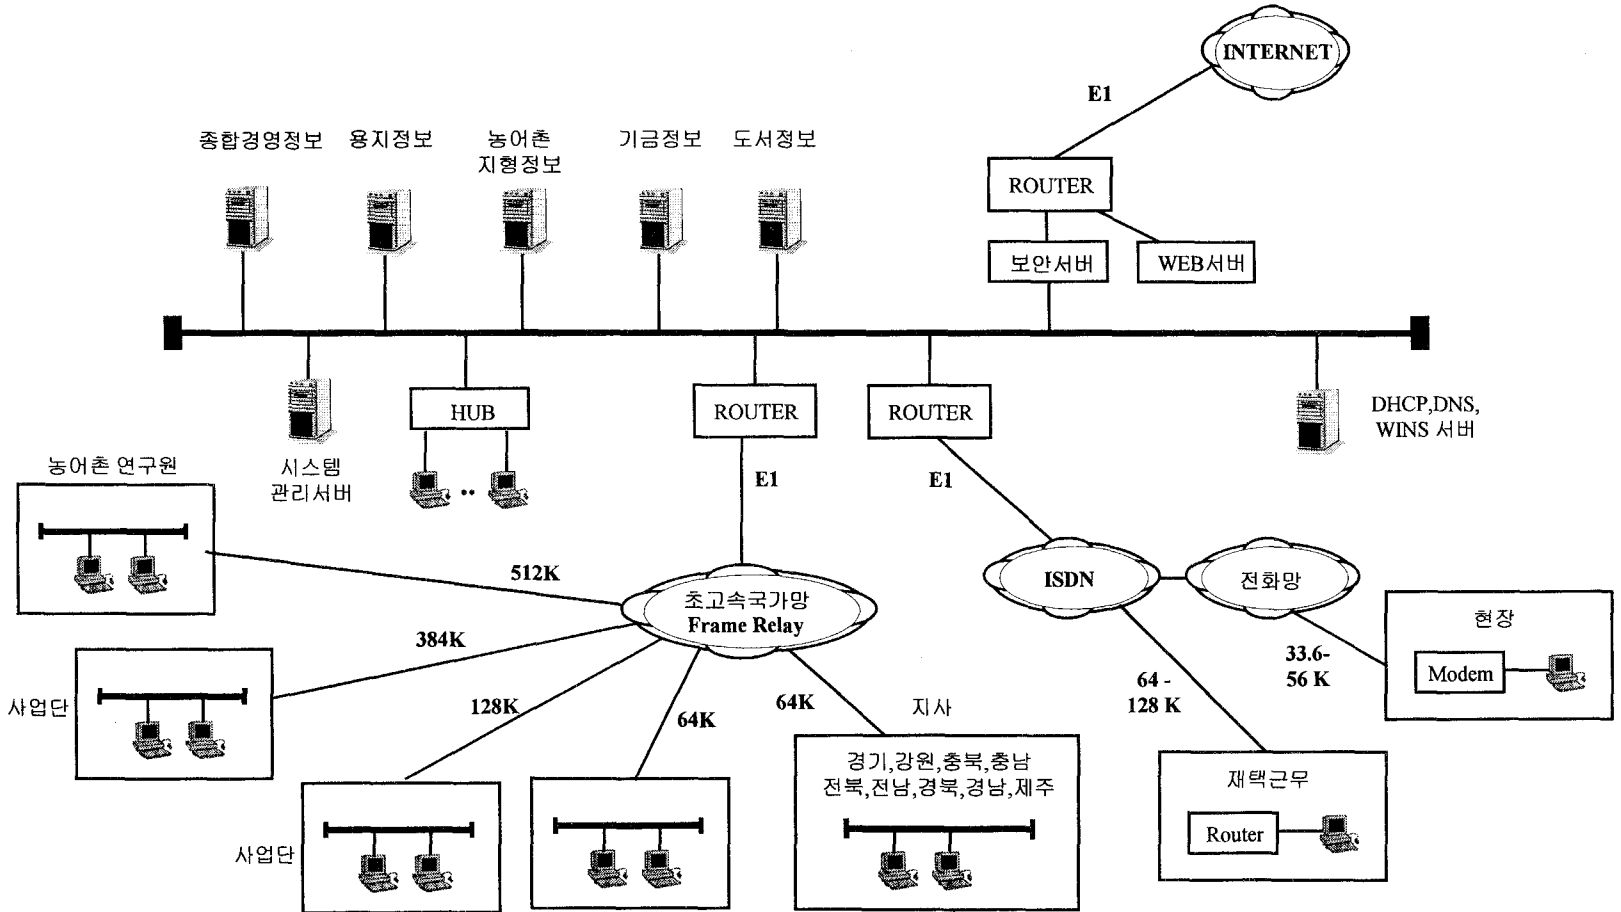 INTERNET
E1
종합경영정보
용지정보
농어촌
지형정보
기금정보
도서정보
ROUTER
보안서버
WEB서버
HUB
ROUTER
ROUTER
DHCP,DNS,
WINS 서버
시스템
관리서버
농어촌 연구원
E1
E1
512K
초고속국가망
Frame Relay
ISDN
전화망
현장
Modem
33.6-
56 K
384K
사업단
128K
64K
64K
64 -
128 K
지사
경기,강원,충북,충남
전북,전남,경북,경남,제주
재택근무
Router
사업단